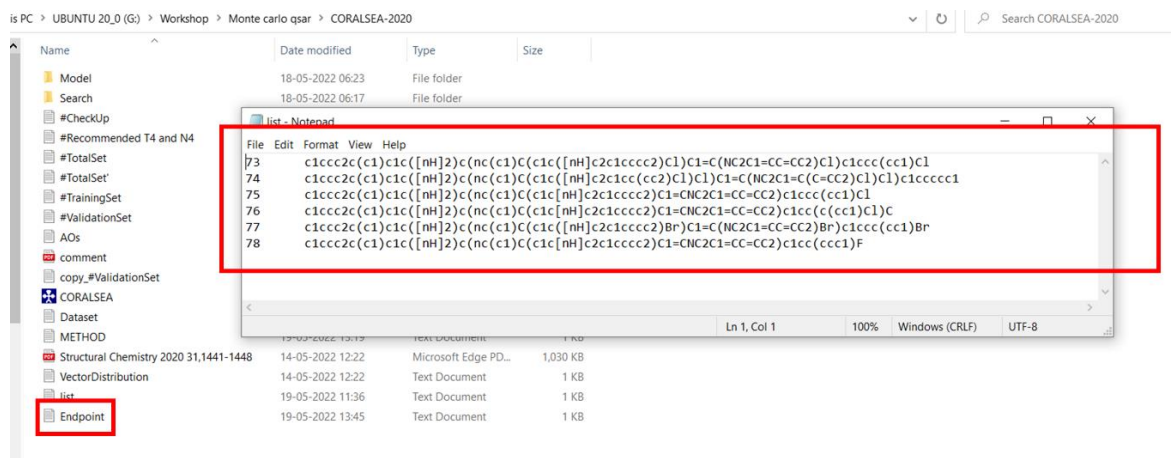 is PC > UBUNTU 20_0 (G:) > Workshop > Monte carlo qsar > CORALSEA-2020
Search CORALSEA-2020
Name Date modified Type Size
Model 18-05-2022 06:23 File folder
Search 18-05-2022 06:17 File folder
#CheckUp
#Recommended T4 and N4
#TotalSet
#TotalSet'
#TrainingSet
#ValidationSet
AOs
comment
copy_#ValidationSet
CORALSEA
Dataset
METHOD 19-05-2022 13:19 Text Document 1 KB
Structural Chemistry 2020 31,1441-1448 14-05-2022 12:22 Microsoft Edge PD... 1,030 KB
VectorDistribution 14-05-2022 12:22 Text Document 1 KB
list 19-05-2022 11:36 Text Document 1 KB
Endpoint 19-05-2022 13:45 Text Document 1 KB
list - Notepad
File Edit Format View Help
73 c1ccc2c(c1)c1c([nH]2)c(nc(c1)C(c1c([nH]c2c1cccc2)Cl)C1=C(NC2C1=CC=CC2)Cl)c1ccc(cc1)Cl
74 c1ccc2c(c1)c1c([nH]2)c(nc(c1)C(c1c([nH]c2c1cc(cc2)Cl)Cl)C1=C(NC2C1=C(C=CC2)Cl)Cl)c1ccccc1
75 c1ccc2c(c1)c1c([nH]2)c(nc(c1)C(c1c[nH]c2c1cccc2)C1=CNC2C1=CC=CC2)c1ccc(cc1)Cl
76 c1ccc2c(c1)c1c([nH]2)c(nc(c1)C(c1c[nH]c2c1cccc2)C1=CNC2C1=CC=CC2)c1cc(c(cc1)Cl)C
77 c1ccc2c(c1)c1c([nH]2)c(nc(c1)C(c1c([nH]c2c1cccc2)Br)C1=C(NC2C1=CC=CC2)Br)c1ccc(cc1)Br
78 c1ccc2c(c1)c1c([nH]2)c(nc(c1)C(c1c[nH]c2c1cccc2)C1=CNC2C1=CC=CC2)c1cc(ccc1)F
Ln 1, Col 1 100% Windows (CRLF) UTF-8